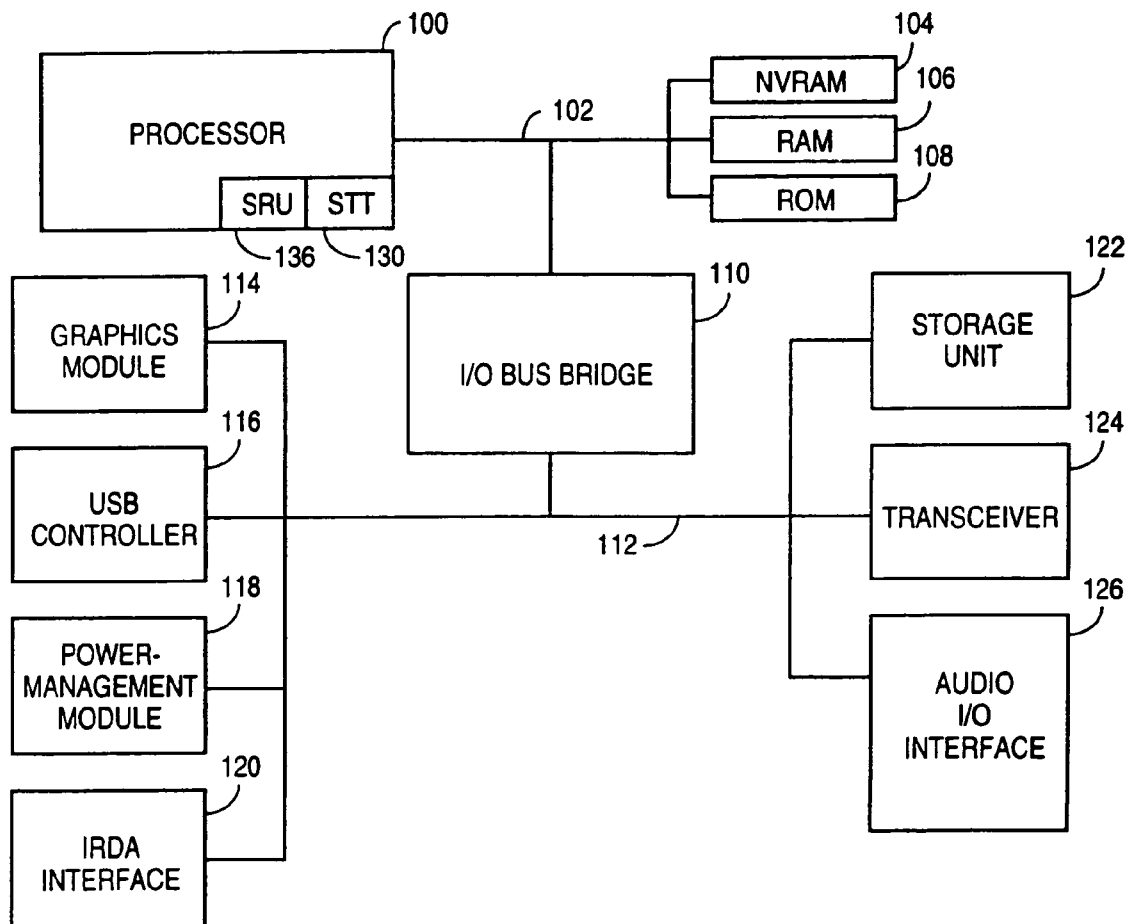 100
PROCESSOR
SRU STT
136 130
102
104
NVRAM
106
RAM
108
ROM
110
I/O BUS BRIDGE
112
114
GRAPHICS
MODULE
116
USB
CONTROLLER
118
POWER-
MANAGEMENT
MODULE
120
IRDA
INTERFACE
122
STORAGE
UNIT
124
TRANSCEIVER
126
AUDIO
I/O
INTERFACE